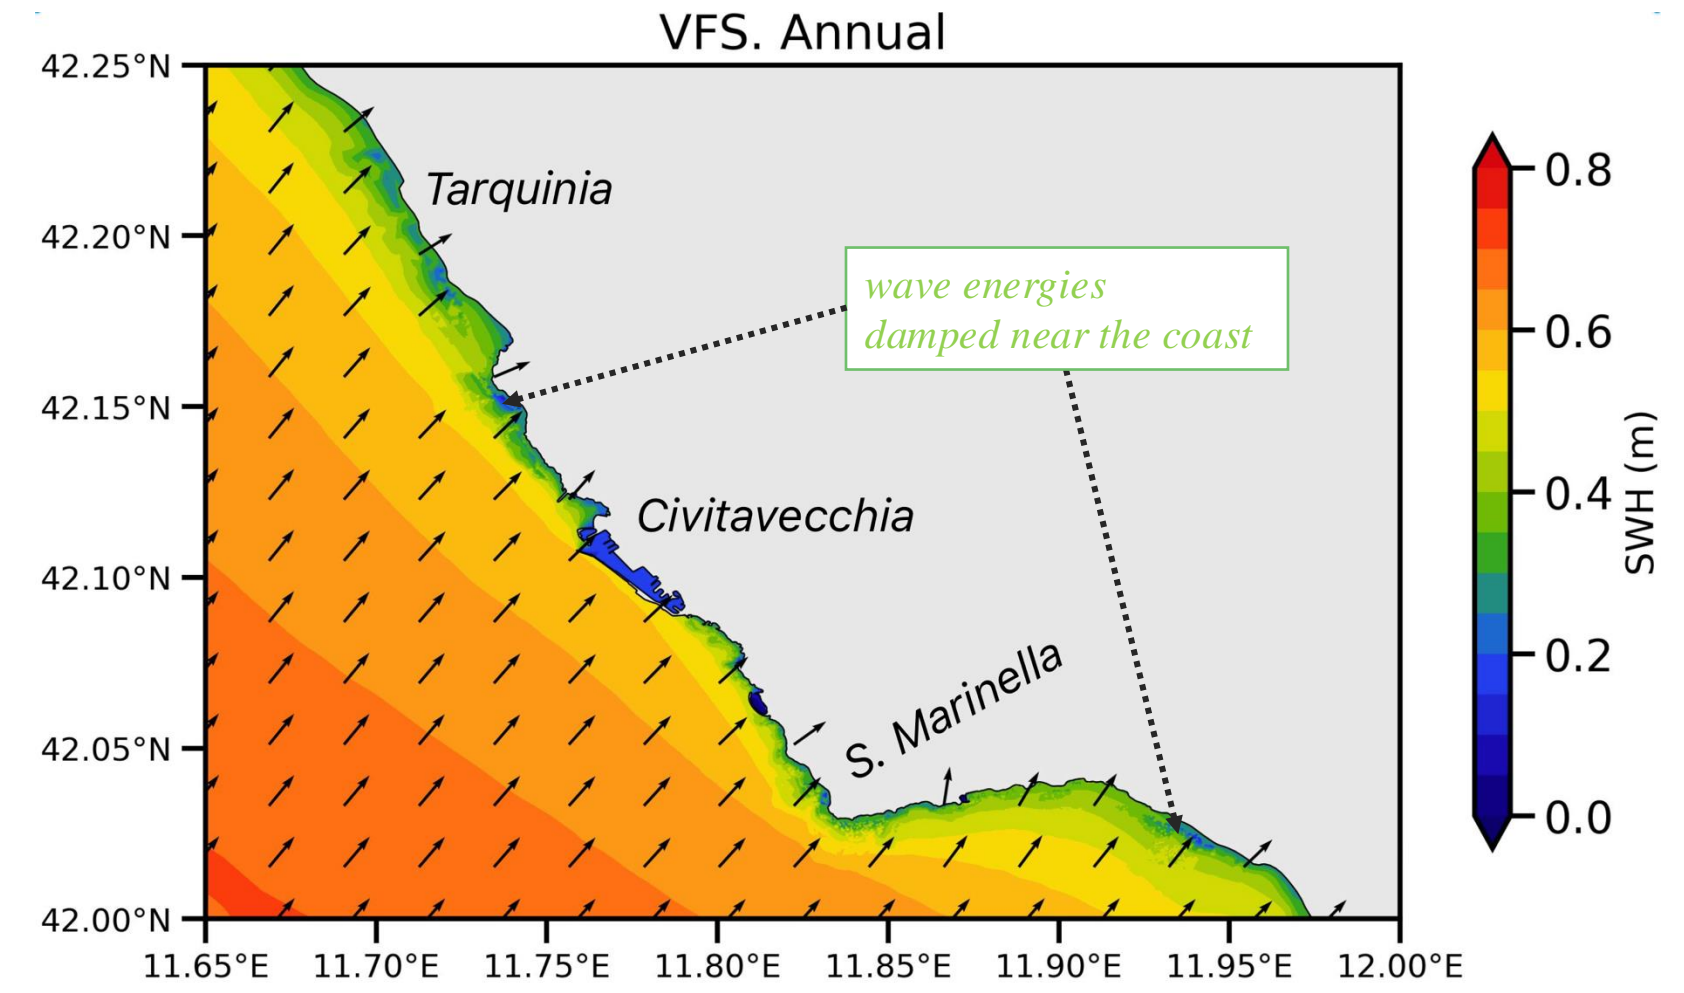 VFS. Annual
42.25°N
42.20°N
42.15°N
42.10°N
42.05°N
42.00°N
Tarquinia
wave energies
damped near the coast
Civitavecchia
S. Marinella
11.65°E
11.70°E
11.75°E
11.80°E
11.85°E
11.90°E
11.95°E
12.00°E
0.8
0.6
0.4
0.2
0.0
SWH (m)